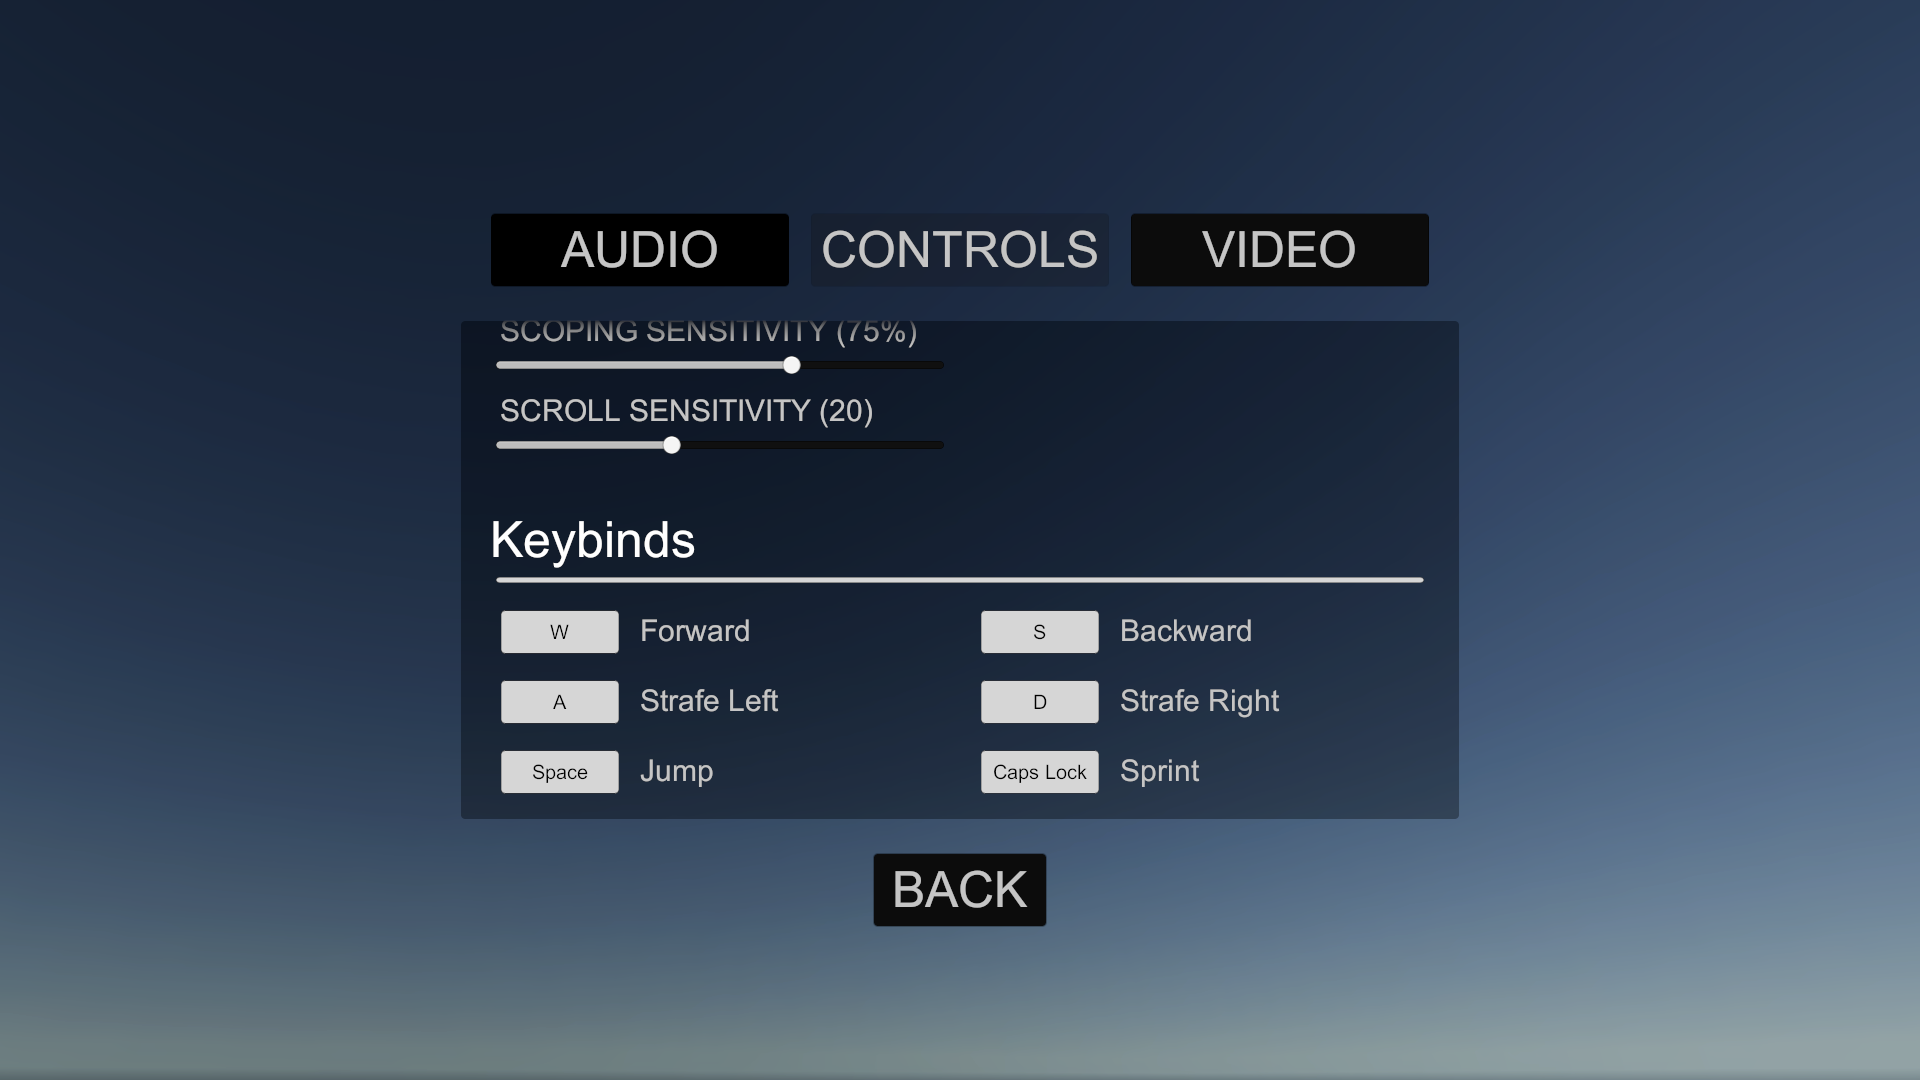 AUDIO CONTROLS VIDEO
SCOPING SENSITIVITY (75%)
SCROLL SENSITIVITY (20)
Keybinds
W Forward S Backward
A Strafe Left D Strafe Right
Space Jump Caps Lock Sprint
BACK